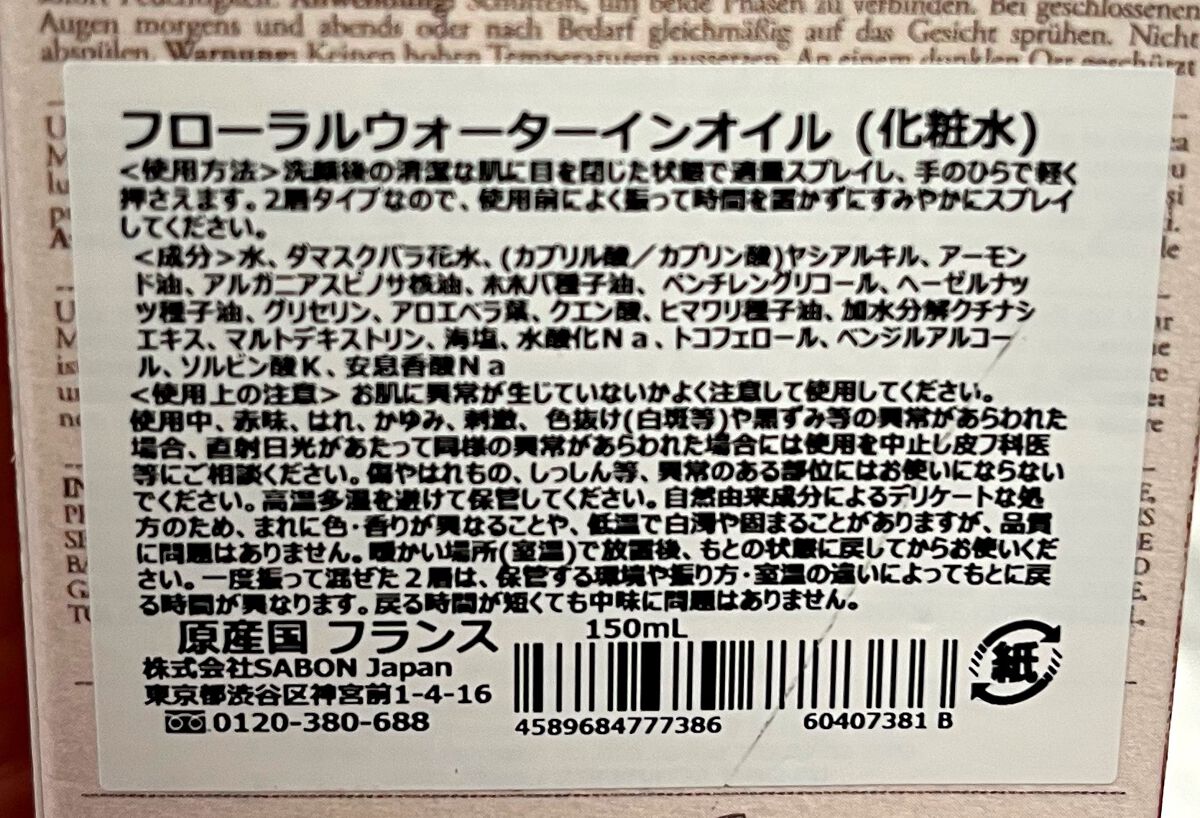 sofort Feuchtigkeit. Anwendung: Schütteln, um beide Phasen zu verbinden. Bei geschlossenen
Augen morgens und abends oder nach Bedarf gleichmäßig auf das Gesicht sprühen. Nicht
abspülen. Warnung: Keinen hohen Temperaturen aussetzen. An einem dunklen Ort geschützt
フローラルウォーターインオイル (化粧水)
<使用方法>洗顔後の清潔な肌に目を閉じた状態で適量スプレイし、手のひらで軽く
押さえます。2層タイプなので、使用前によく振って時間を置かずにすみやかにスプレイ
してください。
<成分>水、ダマスクバラ花水、(カプリル酸/カプリン酸)ヤシアルキル、アーモン
ド油、アルガニアスピノサ核油、ホホバ種子油、ペンチレングリコール、ヘーゼルナッ
ツ種子油、グリセリン、アロエベラ葉、クエン酸、ヒマワリ種子油、加水分解クチナシ
エキス、マルトデキストリン、海塩、水酸化Na、トコフェロール、ベンジルアルコー
ル、ソルビン酸K、安息香酸Na
<使用上の注意> お肌に異常が生じていないかよく注意して使用してください。
使用中、赤味、はれ、かゆみ、刺激、色抜け(白斑等)や黒ずみ等の異常があらわれた
場合、直射日光があたって同様の異常があらわれた場合には使用を中止し皮フ科医
等にご相談ください。傷やはれもの、しっしん等、異常のある部位にはお使いにならない
でください。高温多湿を避けて保管してください。自然由来成分によるデリケートな処
方のため、まれに色・香りが異なることや、低温で白濁や固まることがありますが、品質
に問題はありません。暖かい場所(室温)で放置後、もとの状態に戻してからお使いくだ
さい。一度振って混ぜた2層は、保管する環境や振り方・室温の違いによってもとに戻
る時間が異なります。戻る時間が短くても中味に問題はありません。
原産国 フランス
150mL
株式会社SABON Japan
東京都渋谷区神宮前1-4-16
0120-380-688
4589684777386
60407381 B
紙